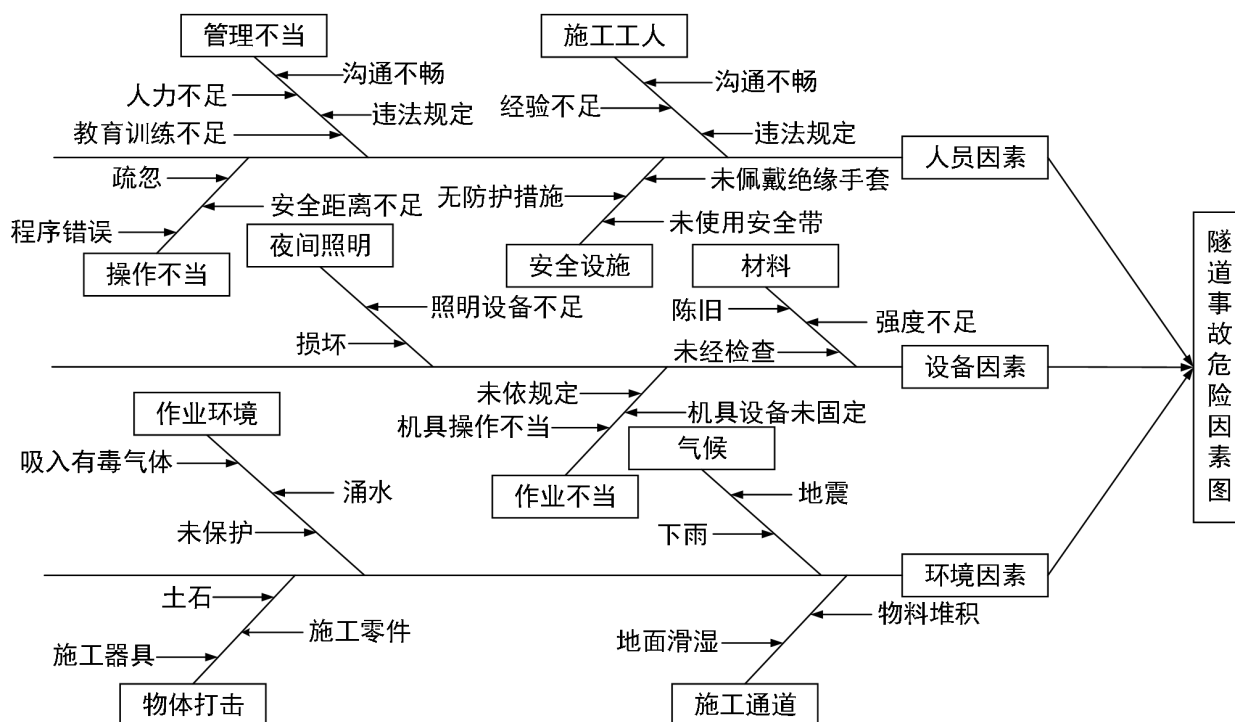 管理不当
施工工人
沟通不畅
沟通不畅
人力不足
经验不足
违法规定
教育训练不足
违法规定
人员因素
疏忽
未佩戴绝缘手套
无防护措施
安全距离不足
未使用安全带
程序错误
夜间照明
操作不当
安全设施
材料
隧道事故危险因素图
照明设备不足
陈旧
强度不足
损坏
未经检查
设备因素
未依规定
作业环境
机具设备未固定
机具操作不当
气候
吸入有毒气体
涌水
作业不当
地震
未保护
下雨
环境因素
土石
物料堆积
施工零件
地面滑湿
施工器具
物体打击
施工通道